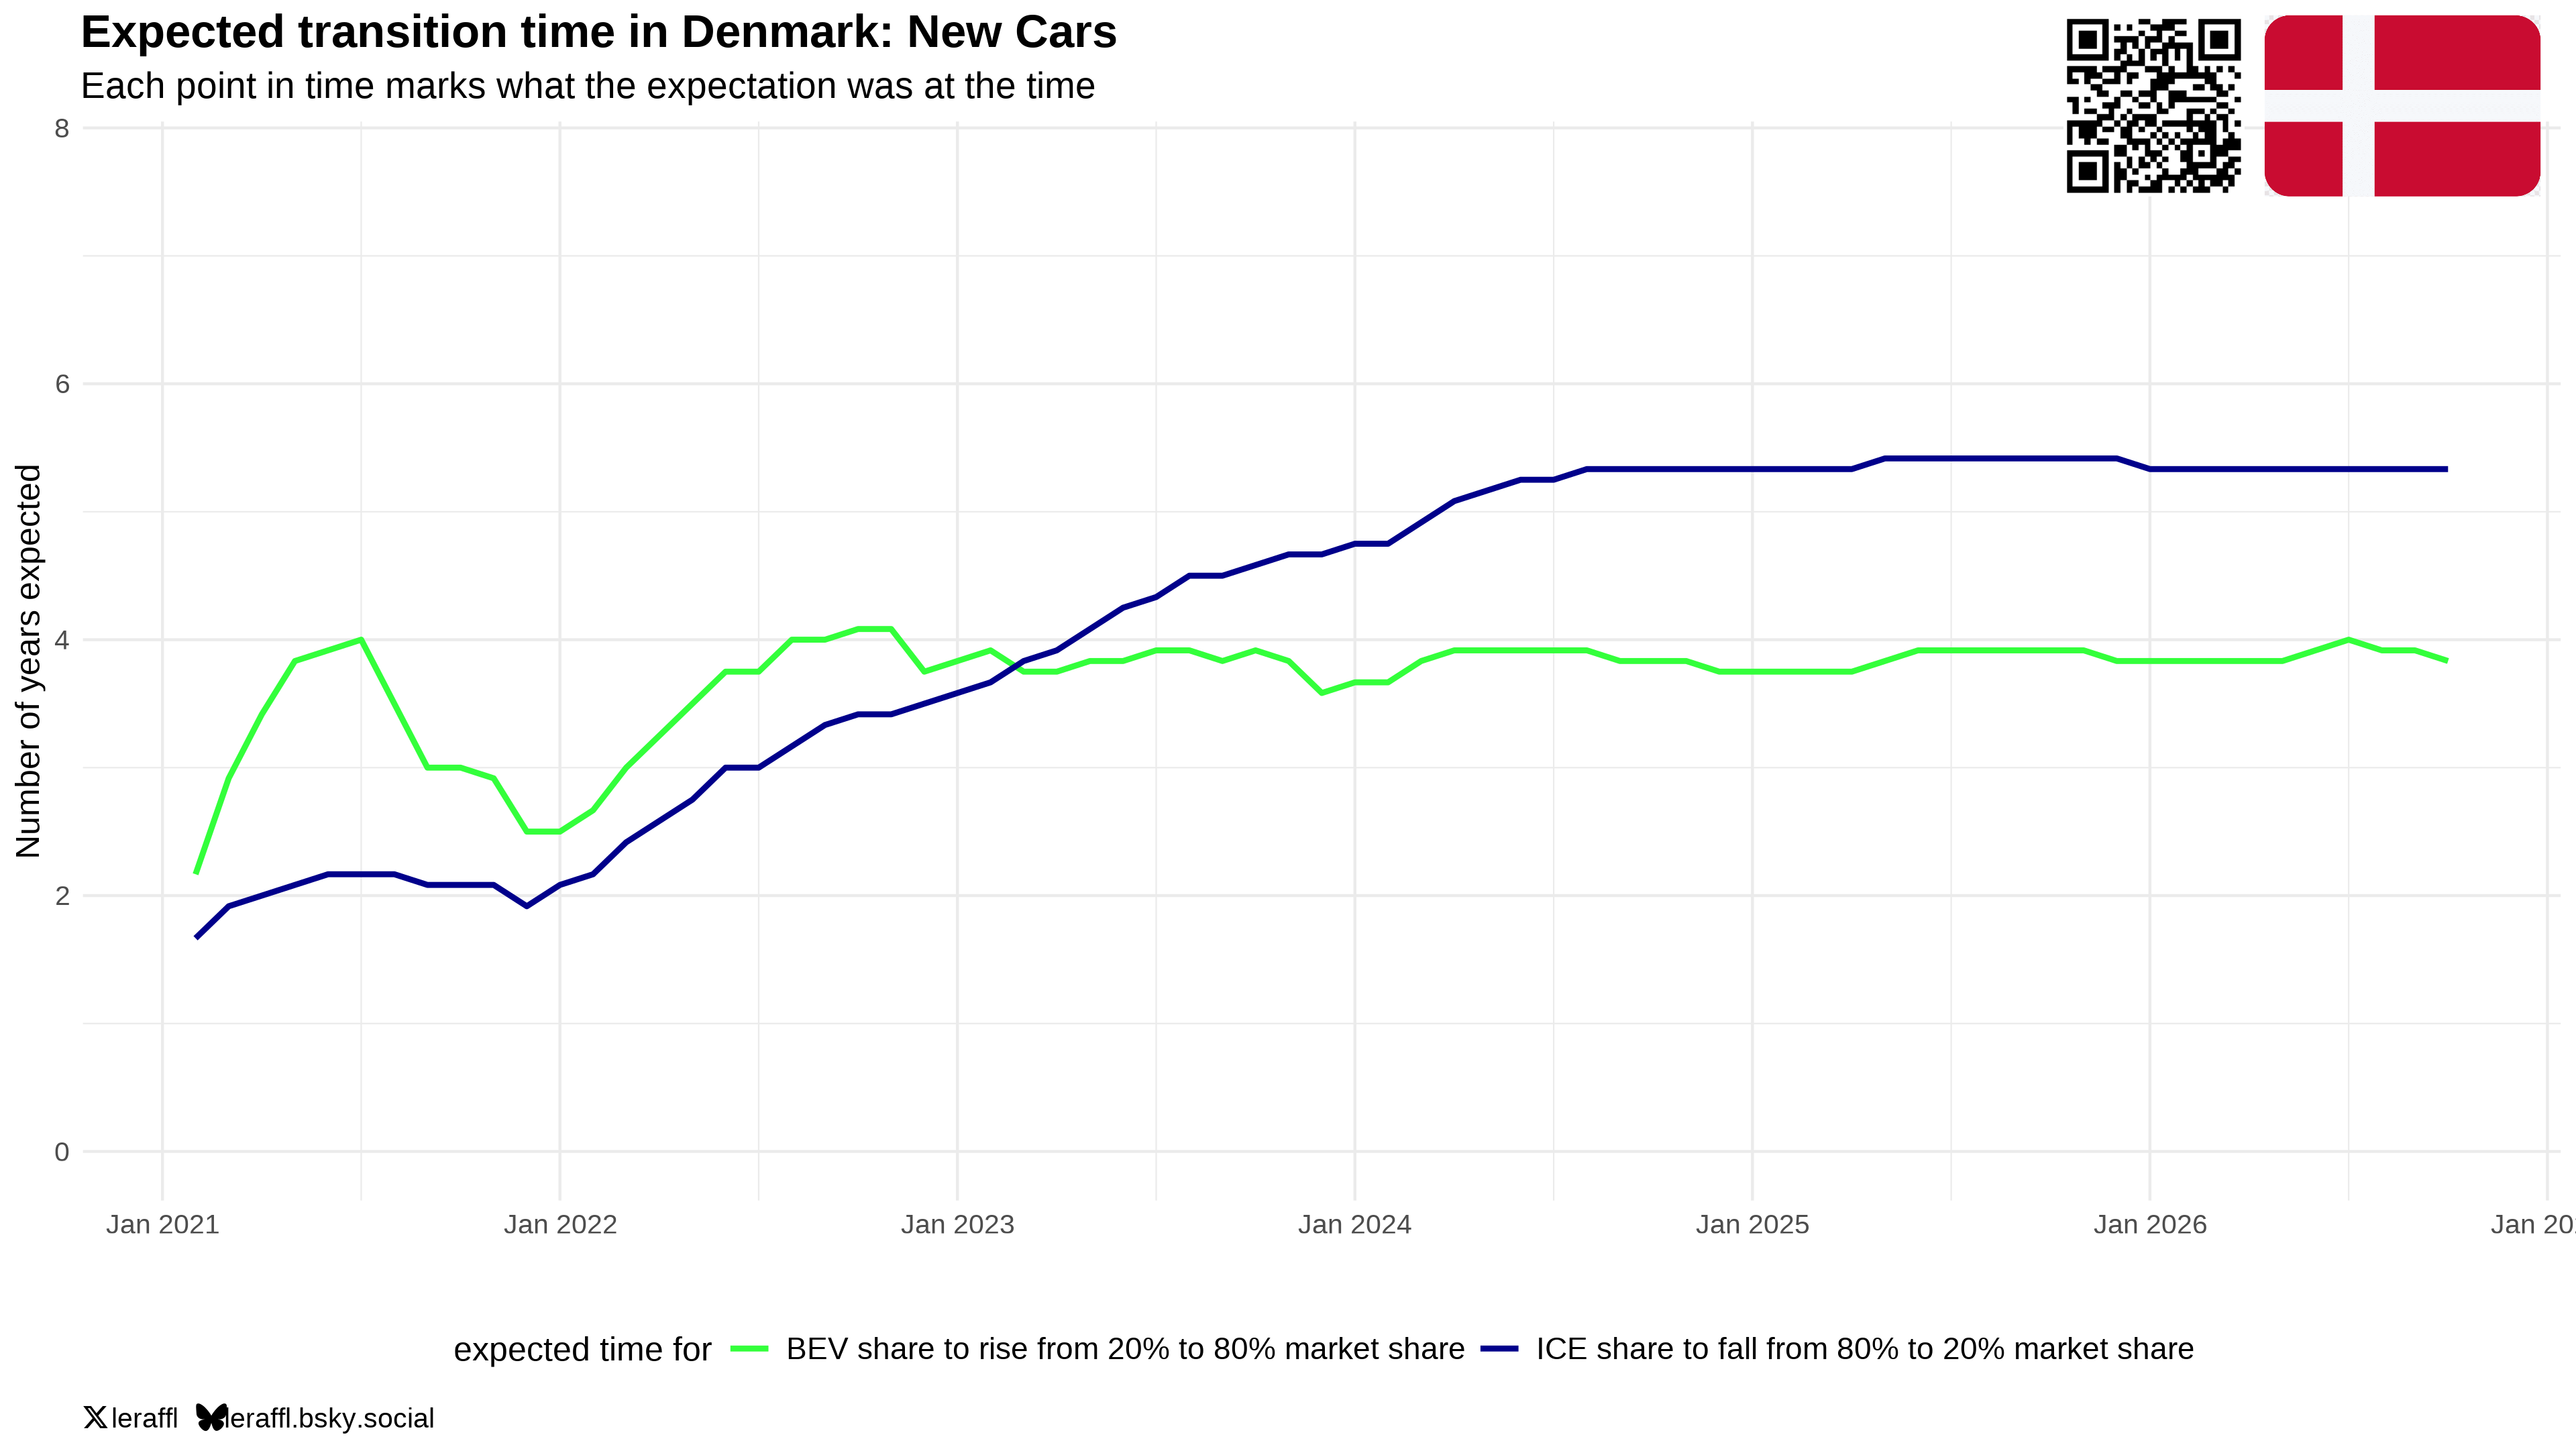 Expected transition time in Denmark: New Cars
Each point in time marks what the expectation was at the time
Number of years expected
8
6
4
2
0
Jan 2021 Jan 2022 Jan 2023 Jan 2024 Jan 2025 Jan 2026 Jan 20
expected time for BEV share to rise from 20% to 80% market share ICE share to fall from 80% to 20% market share
leraffl leraffl.bsky.social